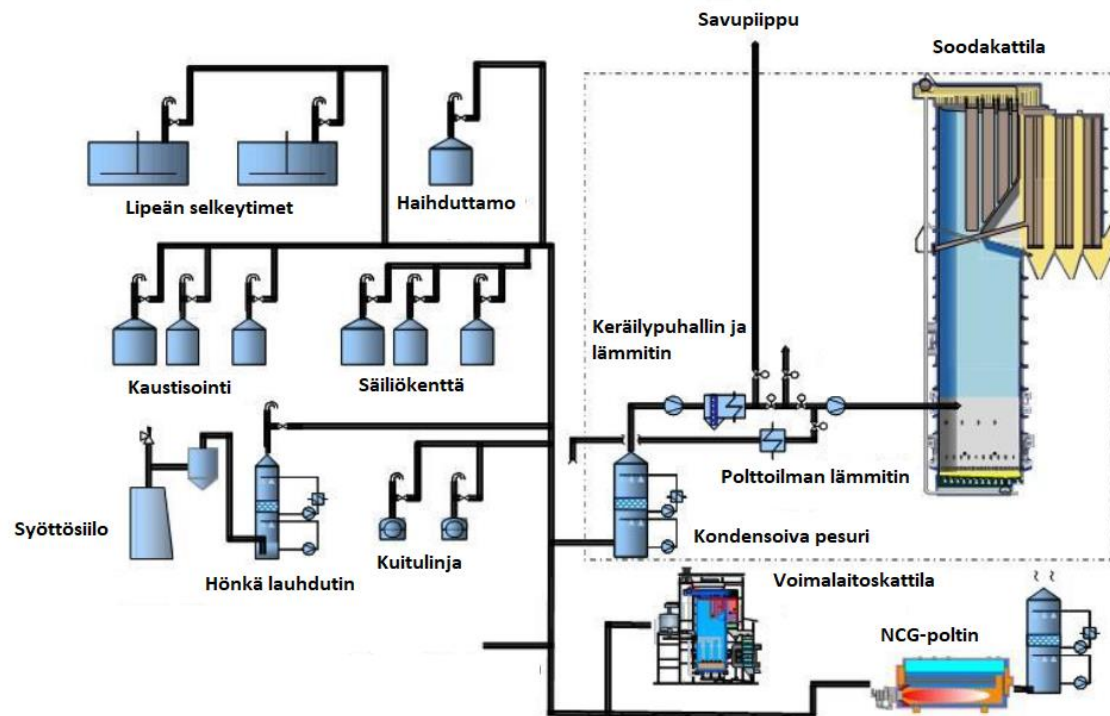 Savupiippu
Soodakattila
Lipeän selkeytimet
Haihduttamo
Keräilypuhallin ja
lämmitin
Kaustisointi
Säiliökenttä
Polttoilman lämmitin
Syöttösiilo
Hönkä lauhdutin
Kuitulinja
Kondensoiva pesuri
Voimalaitoskattila
NCG-poltin